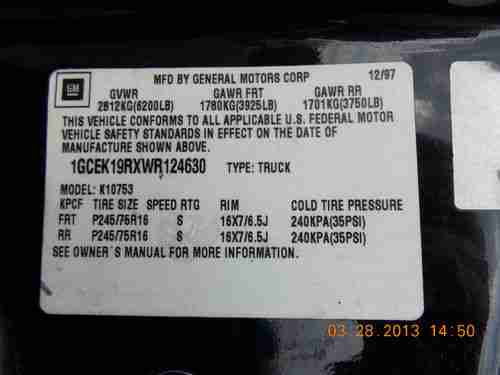 MFD BY GENERAL MOTORS CORP 12/97
GM
GVWR GAWR FRT GAWR RR
2812KG(6200LB) 1780KG(3925LB) 1701KG(3750LB)
THIS VEHICLE CONFORMS TO ALL APPLICABLE U.S. FEDERAL MOTOR
VEHICLE SAFETY STANDARDS IN EFFECT ON THE DATE OF
MANUFACTURE SHOWN ABOVE.
1GCEK19RXWR124630 TYPE: TRUCK
MODEL: K10753
KPCF TIRE SIZE SPEED RTG RIM COLD TIRE PRESSURE
FRT P245/75R16 S 16X7/6.5J 240KPA(35PSI)
RR P245/75R16 S 16X7/6.5J 240KPA(35PSI)
SEE OWNER`S MANUAL FOR MORE INFORMATION.
03.28.2013 14:50